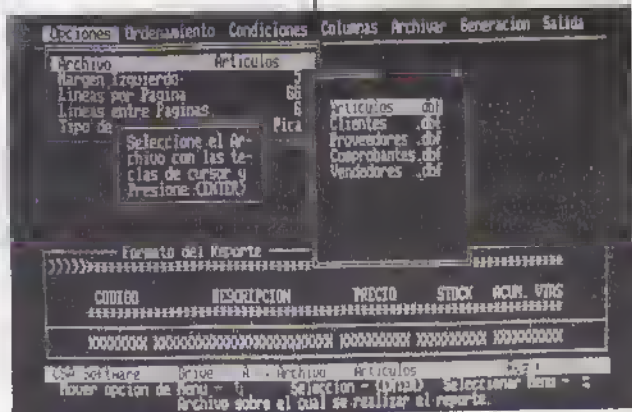 Opciones Ordenamiento Condiciones Columnas Archivar Generacion Salida
Archivo Articulos
Margen Izquierdo 5
Lineas por Pagina 66
Lineas entre Paginas 6
Tipo de Pica
Seleccione el Ar-
chivo con las te-
clas de cursor y
Presione <INTRO>
Articulos .dbf
Clientes .dbf
Proveedores .dbf
Comprobantes.dbf
Vendedores .dbf
Formato del Reporte
CODIGO DESCRIPCION PRECIO STOCK ACUM. VTAS
Software Drive A Archivo Articulos
Mover opcion de Menu - Seleccion - <INTRO> Seleccionar Menu -
Archivo sobre el cual se realizar el reporte.